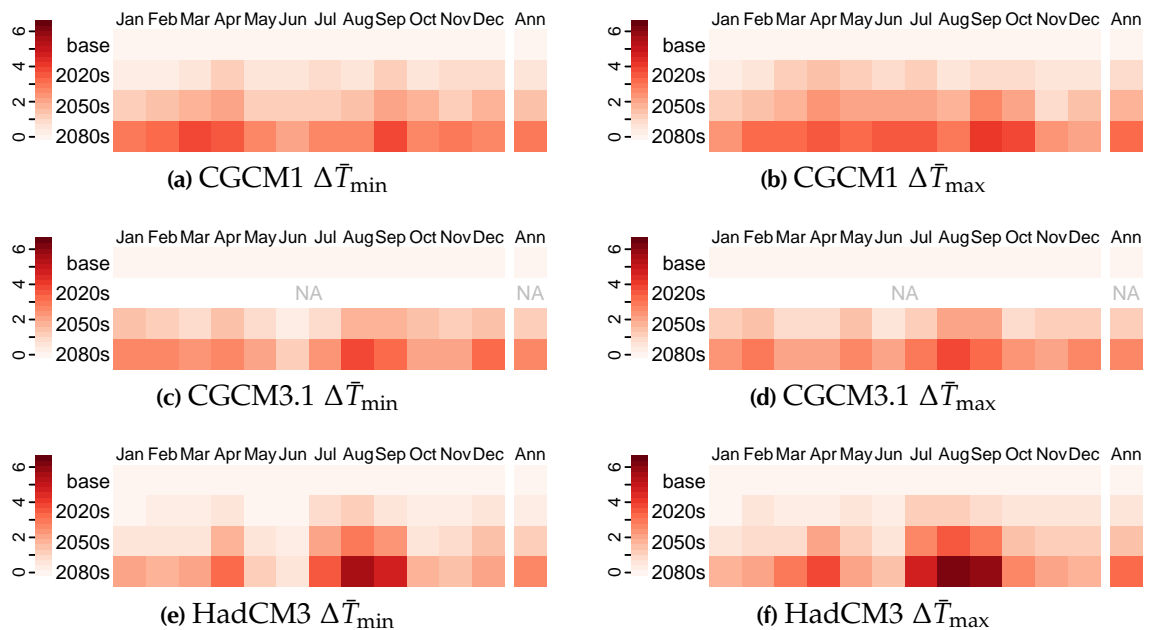 Jan Feb Mar Apr May Jun Jul Aug Sep Oct Nov Dec Ann
0 2 4 6
base
2020s
2050s
2080s
(a) CGCM1 ΔT̄min
Jan Feb Mar Apr May Jun Jul Aug Sep Oct Nov Dec Ann
0 2 4 6
base
2020s
2050s
2080s
(b) CGCM1 ΔT̄max
Jan Feb Mar Apr May Jun Jul Aug Sep Oct Nov Dec Ann
0 2 4 6
base
2020s NA NA
2050s
2080s
(c) CGCM3.1 ΔT̄min
Jan Feb Mar Apr May Jun Jul Aug Sep Oct Nov Dec Ann
0 2 4 6
base
2020s NA NA
2050s
2080s
(d) CGCM3.1 ΔT̄max
Jan Feb Mar Apr May Jun Jul Aug Sep Oct Nov Dec Ann
0 2 4 6
base
2020s
2050s
2080s
(e) HadCM3 ΔT̄min
Jan Feb Mar Apr May Jun Jul Aug Sep Oct Nov Dec Ann
0 2 4 6
base
2020s
2050s
2080s
(f) HadCM3 ΔT̄max